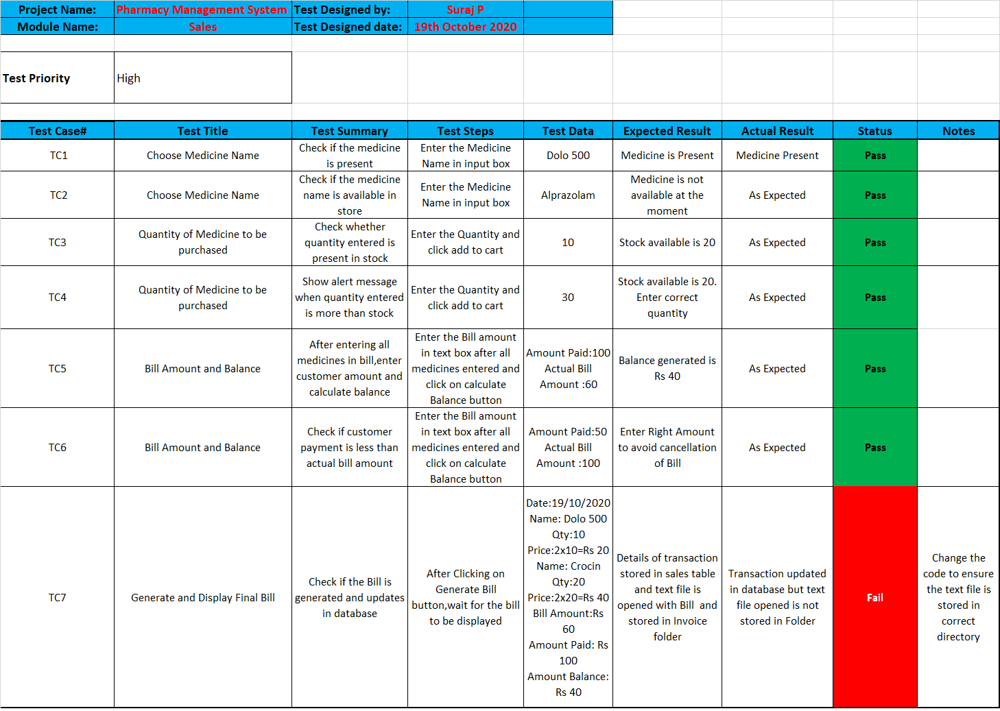 Project Name: Pharmacy Management System Test Designed by: Suraj P
Module Name: Sales Test Designed date: 19th October 2020
Test Priority High
Test Case# Test Title Test Summary Test Steps Test Data Expected Result Actual Result Status Notes
TC1
Choose Medicine Name
Check if the medicine
is present
Enter the Medicine
Name in input box
Dolo 500
Medicine is Present
Medicine Present
Pass
TC2
Choose Medicine Name
Check if the medicine
name is available in
store
Enter the Medicine
Name in input box
Alprazolam
Medicine is not
available at the
moment
As Expected
Pass
TC3
Quantity of Medicine to be
purchased
Check whether
quantity entered is
present in stock
Enter the Quantity and
click add to cart
10
Stock available is 20
As Expected
Pass
TC4
Quantity of Medicine to be
purchased
Show alert message
when quantity entered
is more than stock
Enter the Quantity and
click add to cart
30
Stock available is 20.
Enter correct
quantity
As Expected
Pass
TC5
Bill Amount and Balance
After entering all
medicines in bill,enter
customer amount and
calculate balance
Enter the Bill amount
in text box after all
medicines entered and
click on calculate
Balance button
Amount Paid:100
Actual Bill
Amount :60
Balance generated is
Rs 40
As Expected
Pass
TC6
Bill Amount and Balance
Check if customer
payment is less than
actual bill amount
Enter the Bill amount
in text box after all
medicines entered and
click on calculate
Balance button
Amount Paid:50
Actual Bill
Amount :100
Enter Right Amount
to avoid cancellation
of Bill
As Expected
Pass
TC7
Generate and Display Final Bill
Check if the Bill is
generated and updates
in database
After Clicking on
Generate Bill
button,wait for the bill
to be displayed
Date:19/10/2020
Name: Dolo 500
Qty:10
Price:2x10=Rs 20
Name: Crocin
Qty:20
Price:2x20=Rs 40
Bill Amount:Rs
60
Amount Paid: Rs
100
Amount Balance:
Rs 40
Details of transaction
stored in sales table
and text file is
opened with Bill and
stored in Invoice
folder
Transaction updated
in database but text
file opened is not
stored in Folder
Fail
Change the
code to ensure
the text file is
stored in
correct
directory